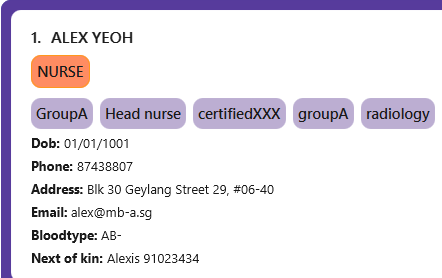 1. ALEX YEOH
NURSE
GroupA Head nurse certifiedXXX groupA radiology
Dob: 01/01/1001
Phone: 87438807
Address: Blk 30 Geylang Street 29, #06-40
Email: alex@mb-a.sg
Bloodtype: AB-
Next of kin: Alexis 91023434